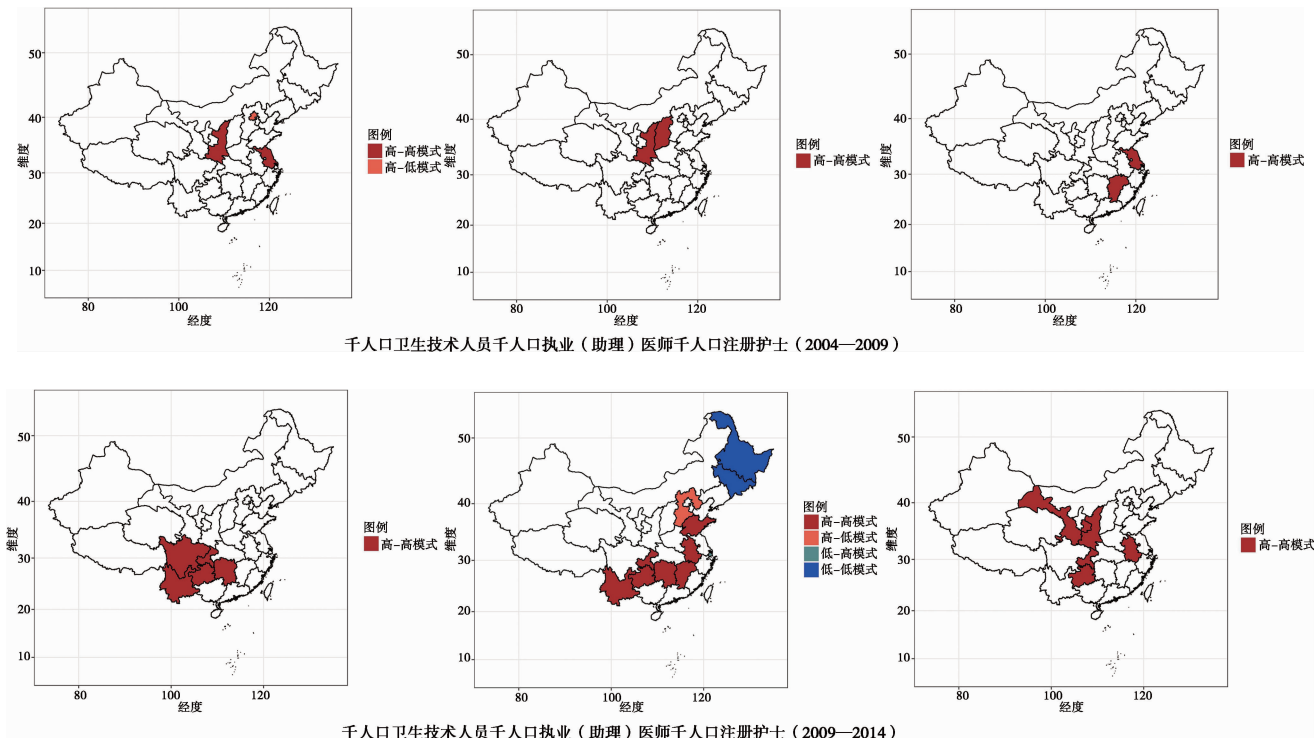 50
40
30
20
10
维度
80
100
120
经度
图例
高-高模式
高-低模式
50
40
30
20
10
维度
80
100
120
经度
图例
高-高模式
50
40
30
20
10
维度
80
100
120
经度
图例
高-高模式
千人口卫生技术人员千人口执业（助理）医师千人口注册护士（2004—2009）
50
40
30
20
10
维度
100
120
经度
图例
高-高模式
50
40
30
20
10
维度
80
100
120
经度
图例
高-高模式
高-低模式
低-高模式
低-低模式
50
40
30
20
10
维度
80
100
120
经度
图例
高-高模式
千人口卫生技术人员千人口执业（助理）医师千人口注册护士（2009—2014）